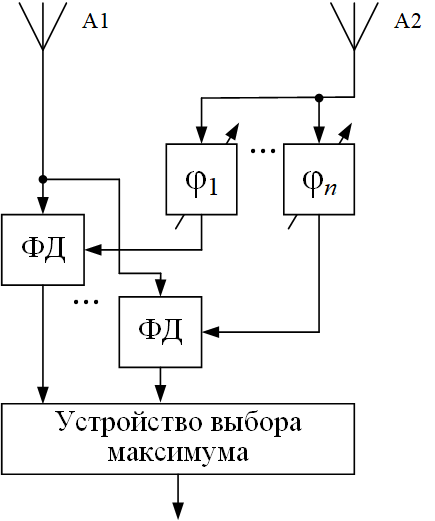 A1
A2
φ1
...
φn
ФД
...
ФД
Устройство выбора
максимума